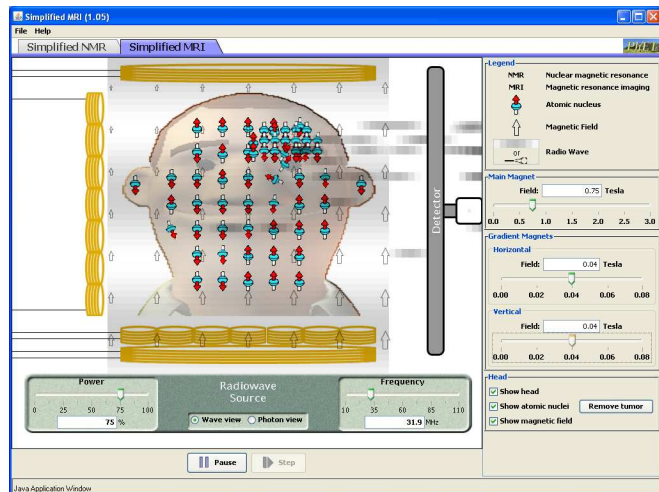 Simplified MRI (1.05)
File Help
Simplified NMR Simplified MRI
PhET
Legend
NMR Nuclear magnetic resonance
MRI Magnetic resonance imaging
Atomic nucleus
Magnetic Field
or Radio Wave
Main Magnet
Field: 0.75 Tesla
0.0 0.5 1.0 1.5 2.0 2.5 3.0
Gradient Magnets
Horizontal
Field: 0.04 Tesla
0.00 0.02 0.04 0.06 0.08
Vertical
Field: 0.04 Tesla
0.00 0.02 0.04 0.06 0.08
Head
Show head
Show atomic nuclei Remove tumor
Show magnetic field
Detector
Power
0 25 50 75 100
75 %
Radiowave
Source
Wave view Photon view
Frequency
10 35 60 85 110
31.9 MHz
Pause Step
Java Application Window